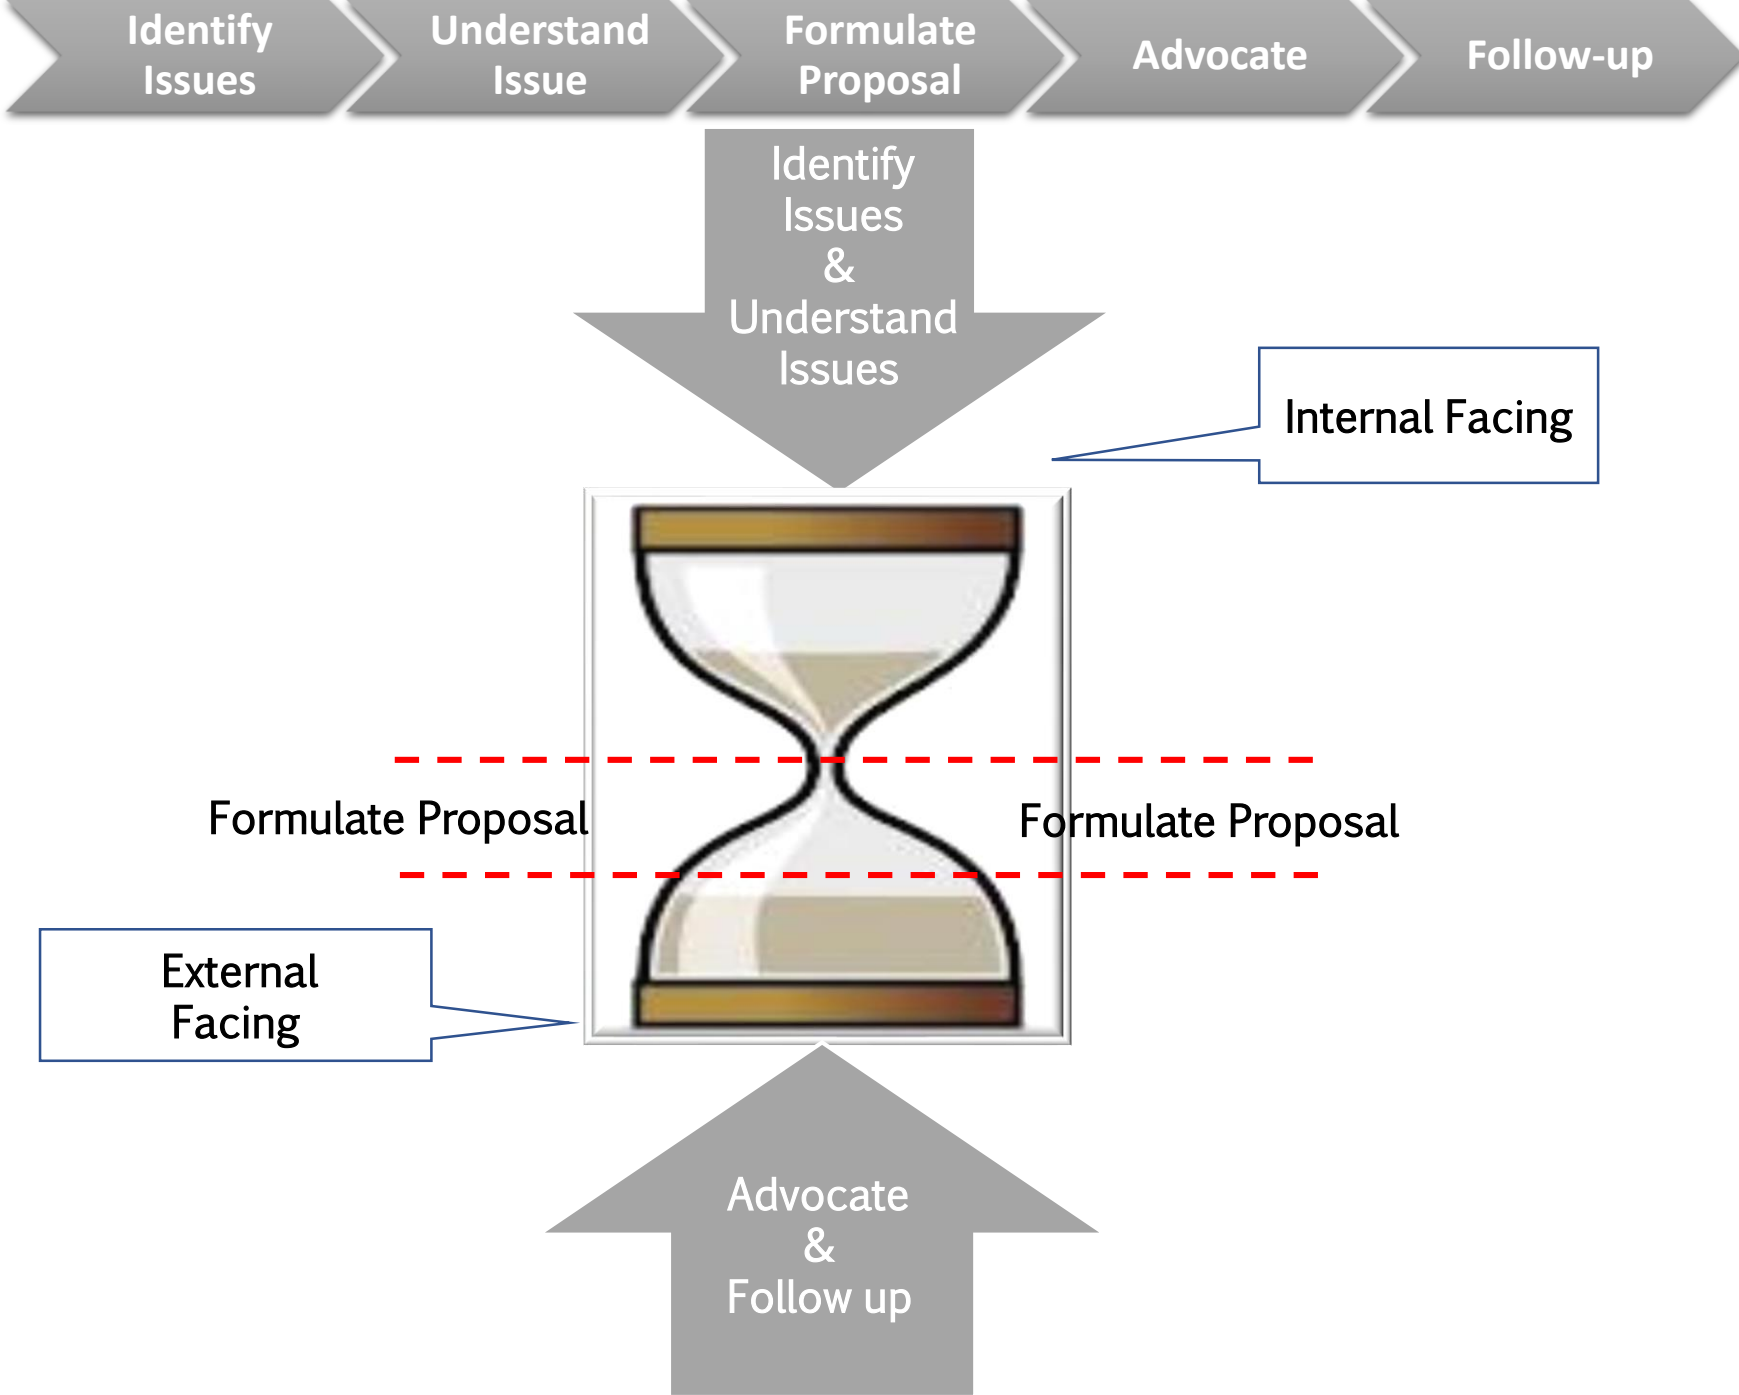 Identify
Issues
Understand
Issue
Formulate
Proposal
Advocate
Follow-up
Identify
Issues
&
Understand
Issues
Internal Facing
Formulate Proposal
Formulate Proposal
External
Facing
Advocate
&
Follow up